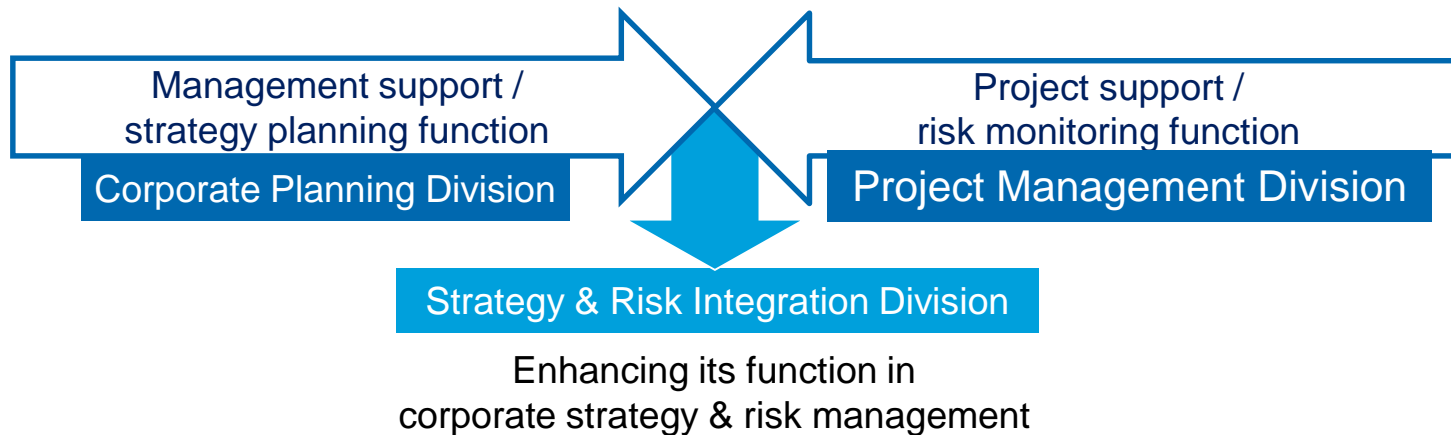 Management support /
strategy planning function
Corporate Planning Division
Project support /
risk monitoring function
Project Management Division
Strategy & Risk Integration Division
Enhancing its function in
corporate strategy & risk management